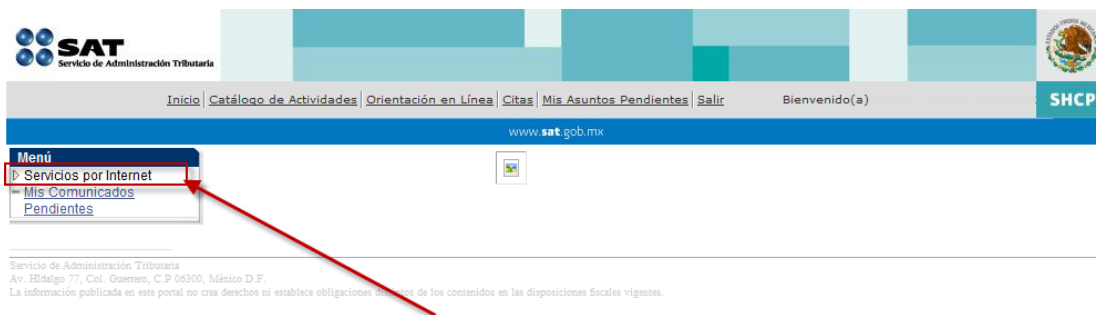 SAT
Servicio de Administración Tributaria
Inicio | Catálogo de Actividades | Orientación en Línea | Citas | Mis Asuntos Pendientes | Salir Bienvenido(a)
SHCP
www.sat.gob.mx
Menú
Servicios por Internet
Mis Comunicados
Pendientes
Servicio de Administración Tributaria
Av. HIdalgo 77, Col. Guerrero, C.P 06300, México D.F.
La información publicada en este portal no crea derechos ni establece obligaciones distintos de los contenidos en las disposiciones fiscales vigentes.